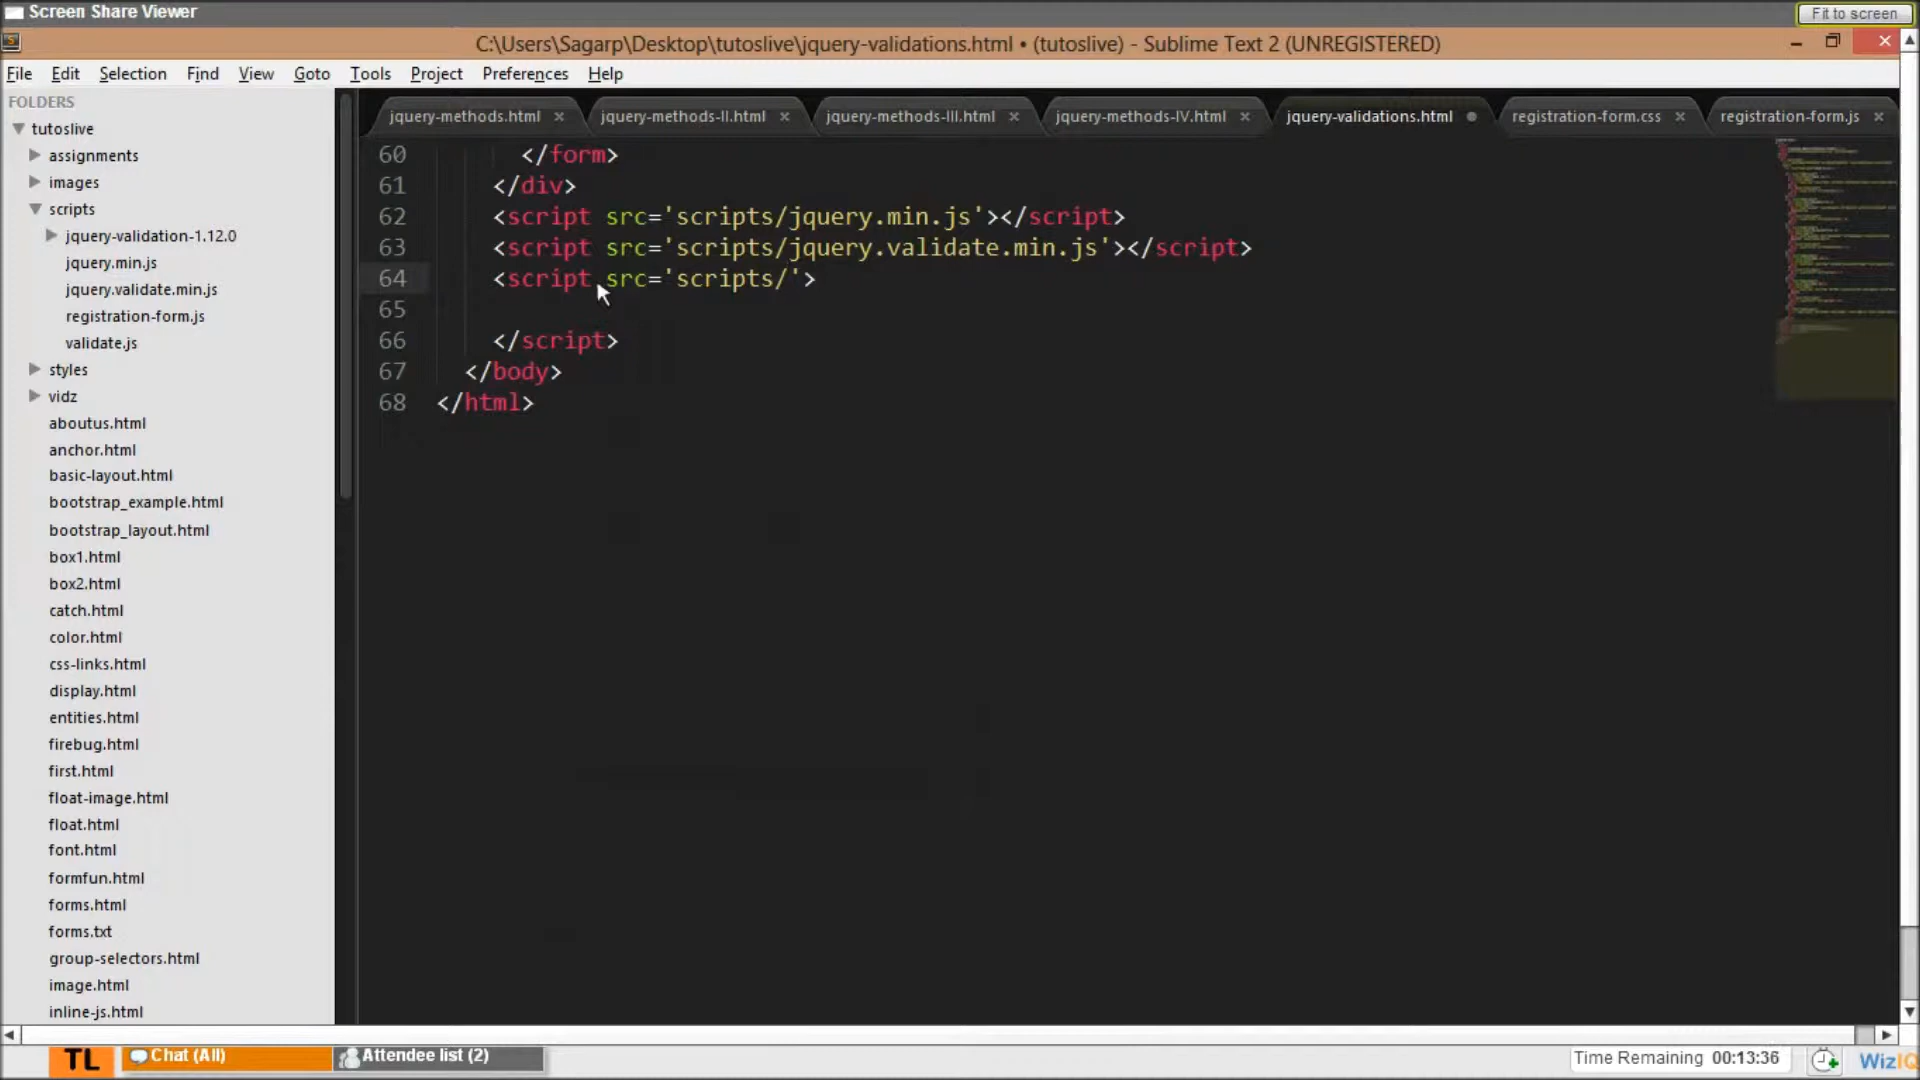 Screen Share Viewer
Fit to screen
C:\Users\Sagarp\Desktop\tutoslive\jquery-validations.html • (tutoslive) - Sublime Text 2 (UNREGISTERED)
File Edit Selection Find View Goto Tools Project Preferences Help
FOLDERS
tutoslive
assignments
images
scripts
jquery-validation-1.12.0
jquery.min.js
jquery.validate.min.js
registration-form.js
validate.js
styles
vidz
aboutus.html
anchor.html
basic-layout.html
bootstrap_example.html
bootstrap_layout.html
box1.html
box2.html
catch.html
color.html
css-links.html
display.html
entities.html
firebug.html
first.html
float-image.html
float.html
font.html
formfun.html
forms.html
forms.txt
group-selectors.html
image.html
inline-js.html
jquery-methods.html jquery-methods-II.html jquery-methods-III.html jquery-methods-IV.html jquery-validations.html registration-form.css registration-form.js
60 </form>
61 </div>
62 <script src='scripts/jquery.min.js'></script>
63 <script src='scripts/jquery.validate.min.js'></script>
64 <script src='scripts/'>
65
66 </script>
67 </body>
68 </html>
TL Chat (All) Attendee list (2)
Time Remaining 00:13:36
WizIQ